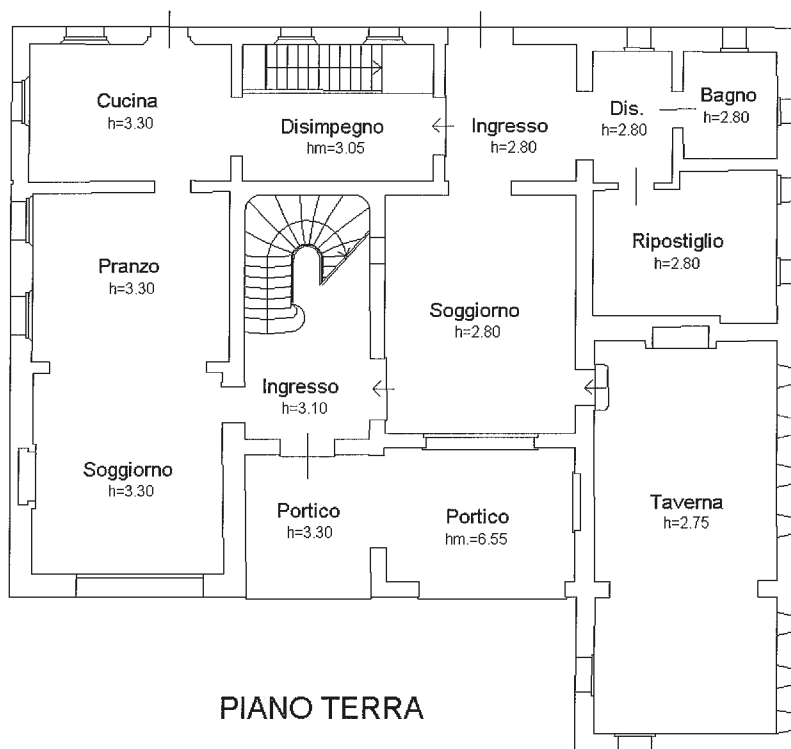 Cucina
h=3.30
Disimpegno
hm=3.05
Ingresso
h=2.80
Dis.
h=2.80
Bagno
h=2.80
Pranzo
h=3.30
Ripostiglio
h=2.80
Soggiorno
h=2.80
Ingresso
h=3.10
Soggiorno
h=3.30
Portico
h=3.30
Portico
hm.=6.55
Taverna
h=2.75
PIANO TERRA